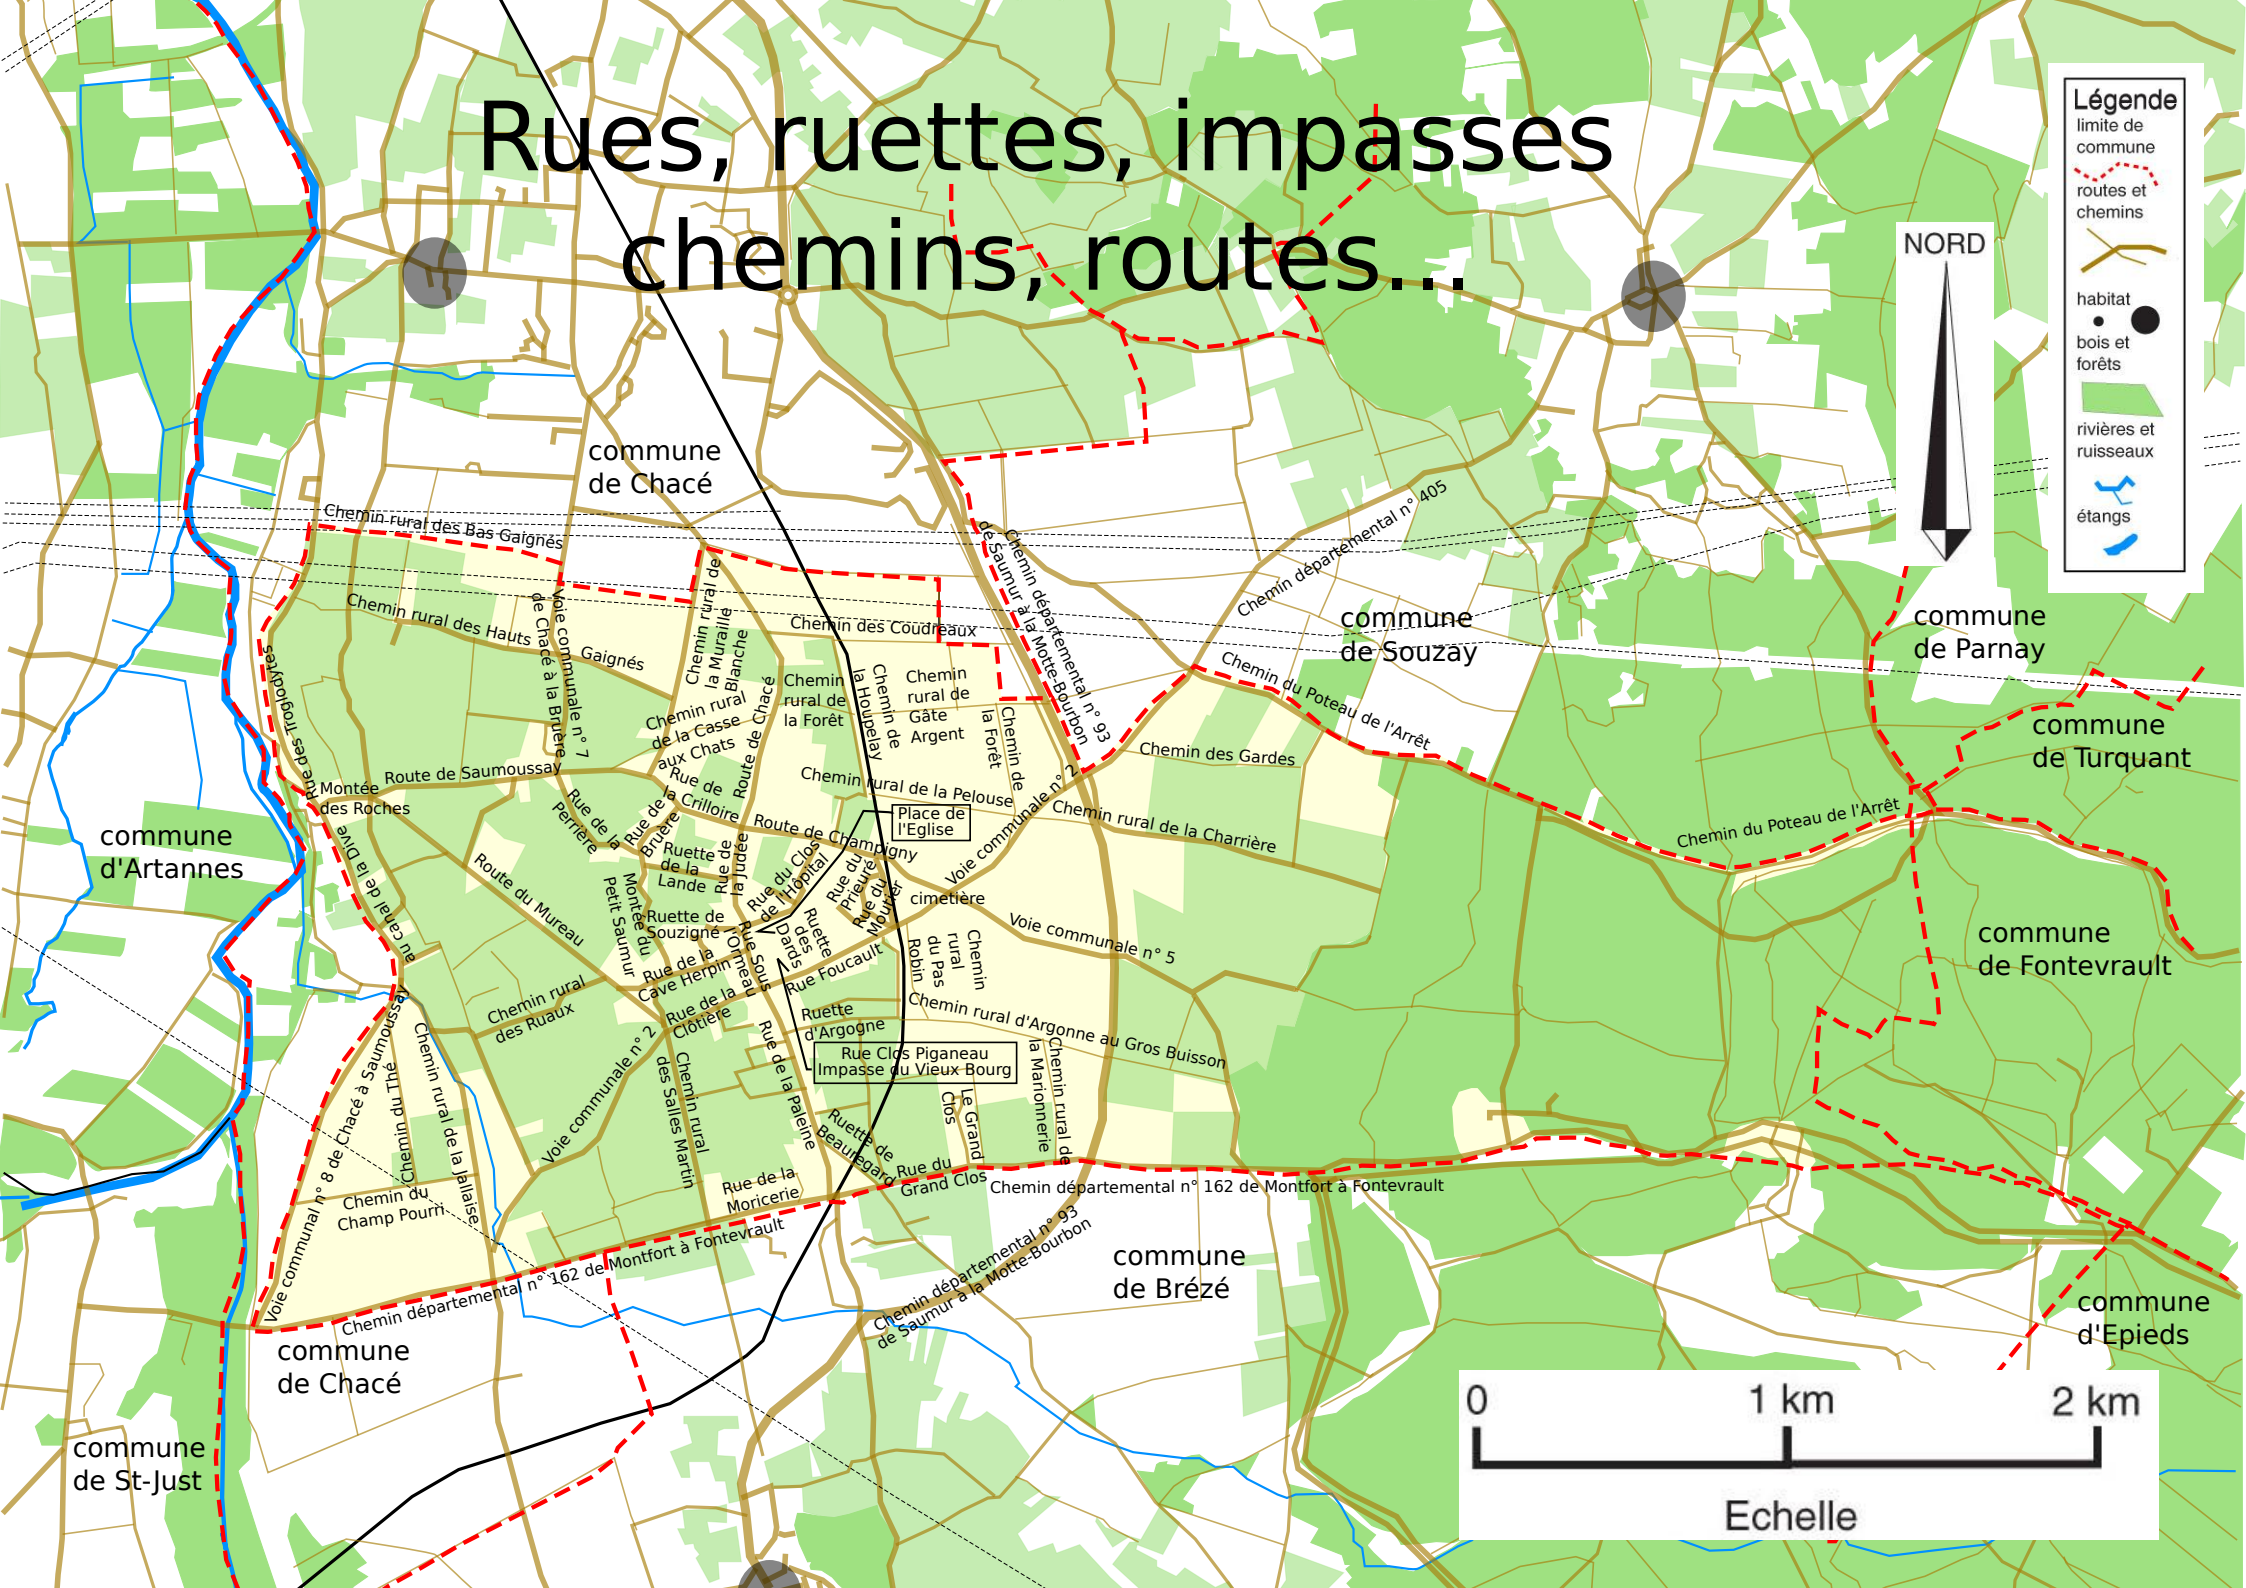 Rues, ruettes, impasses
chemins, routes...
Légende
limite de
commune
routes et
chemins
habitat
bois et
forêts
rivières et
ruisseaux
étangs
NORD
commune
de Chacé
Chemin rural des Bas Gaignés
Chemin départemental n° 405
Chemin départemental n° 93
de Saumur à la Motte-Bourbon
commune
de Souzay
commune
de Parnay
commune
de Turquant
Chemin rural des Hauts
Gaignés
Voie communale n° 7
de Chacé à la Bruère
Chemin rural de
la Muraille
Blanche
Chemin des Coudreaux
Chemin du Poteau de l'Arrêt
Rue des Troglodytes
Chemin rural
de la Casse
aux Chats
Route de Chacé
Chemin
rural de
la Forêt
Chemin de
la Houpelay
Chemin
rural de
Gâte
Argent
Chemin de
la Forêt
Chemin des Gardes
Route de Saumoussay
Montée
des Roches
Rue de
la Crilloire
Chemin rural de la Pelouse
Voie communale n° 2
Chemin rural de la Charrière
Chemin du Poteau de l'Arrêt
Place de
l'Eglise
Rue de la
Perrière
Rue de
Bruère
Route de Champigny
commune
d'Artannes
au canal de la Dive
Route du Mureau
Ruette
de la
Lande
Rue de
la Judée
Rue du Clos
de l'Hôpital
Rue du
Prieuré
Rue du
Moutier
cimetière
Montée du
Petit Saumur
Ruette de
Souzigné
Rue Sous
l'Ormeau
Ruette
des
Dards
Voie communale n° 5
commune
de Fontevrault
Rue de la
Cave Herpin
Rue Foucault
Chemin
rural
du Pas
Robin
Chemin rural
des Ruaux
Rue de la
Clôtière
Ruette
d'Argogne
Chemin rural d'Argonne au Gros Buisson
Rue Clos Piganeau
Impasse du Vieux Bourg
Voie communale n° 2
Chemin rural
des Salles Martin
Rue de la Paleine
Chemin rural de
la Marionnerie
Le Grand
Clos
Voie communal n° 8 de Chacé à Saumoussay
Chemin du Thé
Chemin rural de la Jallaise
Ruette de
Beauregard
Chemin du
Champ Pourri
Rue de la
Moricerie
Rue du
Grand Clos
Chemin départemental n° 162 de Montfort à Fontevrault
Chemin départemental n° 162 de Montfort à Fontevrault
Chemin départemental n° 93
de Saumur à la Motte-Bourbon
commune
de Brézé
commune
d'Epieds
commune
de Chacé
commune
de St-Just
0 1 km 2 km
Echelle